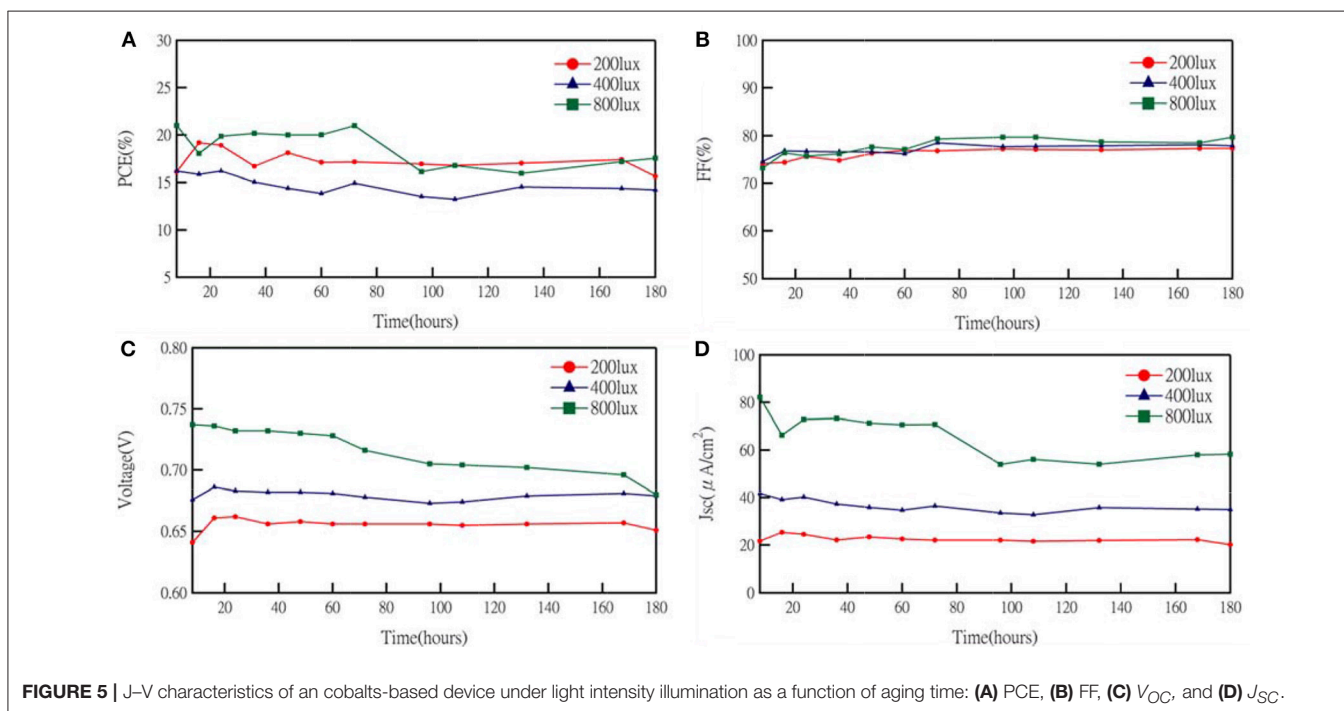 A
30
25
20
15
10
5
PCE(%)
200lux
400lux
800lux
20 40 60 80 100 120 140 160 180
Time(hours)
B
100
90
80
70
60
50
FF(%)
200lux
400lux
800lux
20 40 60 80 100 120 140 160 180
Time(hours)
C
0.80
0.75
0.70
0.65
0.60
Voltage(V)
200lux
400lux
800lux
20 40 60 80 100 120 140 160 180
Time(hours)
D
100
80
60
40
20
0
Jsc( μ A/cm²)
200lux
400lux
800lux
20 40 60 80 100 120 140 160 180
Time(hours)
FIGURE 5 | J–V characteristics of an cobalts-based device under light intensity illumination as a function of aging time: (A) PCE, (B) FF, (C) VOC, and (D) JSC.